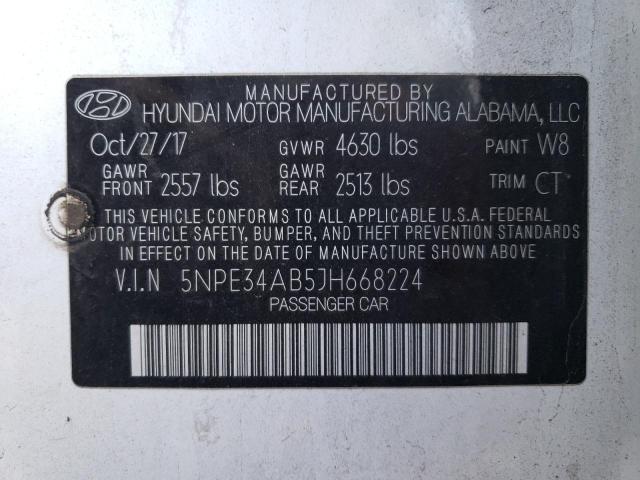 MANUFACTURED BY
HYUNDAI MOTOR MANUFACTURING ALABAMA, LLC
Oct/27/17 GVWR 4630 lbs PAINT W8
GAWR FRONT 2557 lbs GAWR REAR 2513 lbs TRIM CT
THIS VEHICLE CONFORMS TO ALL APPLICABLE U.S.A. FEDERAL
MOTOR VEHICLE SAFETY, BUMPER, AND THEFT PREVENTION STANDARDS
IN EFFECT ON THE DATE OF MANUFACTURE SHOWN ABOVE.
V.I.N 5NPE34AB5JH668224
PASSENGER CAR